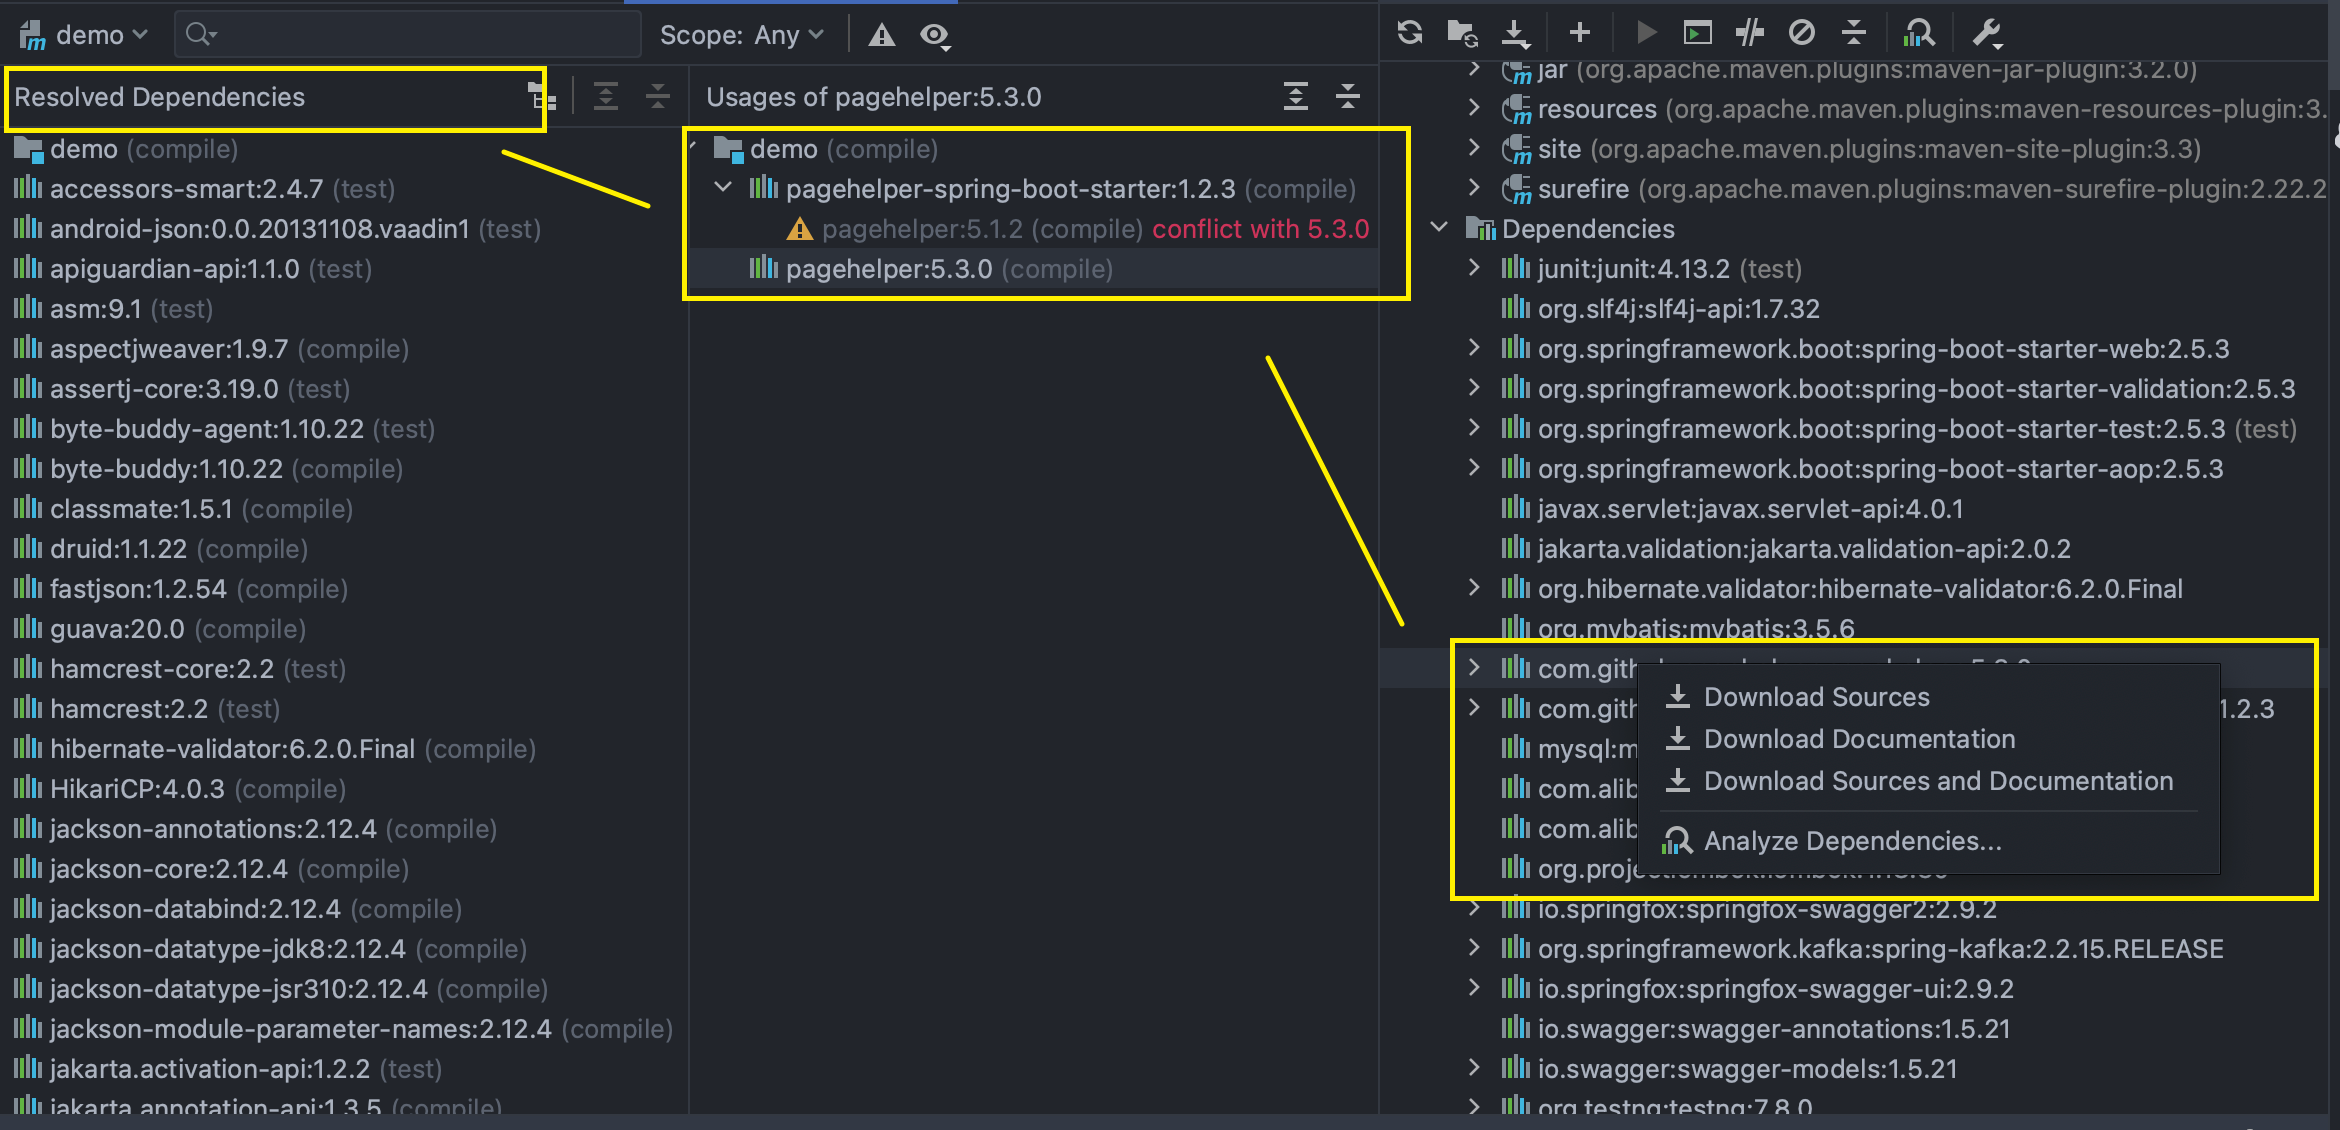 demo
Scope: Any
Resolved Dependencies
demo (compile)
accessors-smart:2.4.7 (test)
android-json:0.0.20131108.vaadin1 (test)
apiguardian-api:1.1.0 (test)
asm:9.1 (test)
aspectjweaver:1.9.7 (compile)
assertj-core:3.19.0 (test)
byte-buddy-agent:1.10.22 (test)
byte-buddy:1.10.22 (compile)
classmate:1.5.1 (compile)
druid:1.1.22 (compile)
fastjson:1.2.54 (compile)
guava:20.0 (compile)
hamcrest-core:2.2 (test)
hamcrest:2.2 (test)
hibernate-validator:6.2.0.Final (compile)
HikariCP:4.0.3 (compile)
jackson-annotations:2.12.4 (compile)
jackson-core:2.12.4 (compile)
jackson-databind:2.12.4 (compile)
jackson-datatype-jdk8:2.12.4 (compile)
jackson-datatype-jsr310:2.12.4 (compile)
jackson-module-parameter-names:2.12.4 (compile)
jakarta.activation-api:1.2.2 (test)
jakarta.annotation-api:1.3.5 (compile)
Usages of pagehelper:5.3.0
demo (compile)
pagehelper-spring-boot-starter:1.2.3 (compile)
pagehelper:5.1.2 (compile) conflict with 5.3.0
pagehelper:5.3.0 (compile)
jar (org.apache.maven.plugins:maven-jar-plugin:3.2.0)
resources (org.apache.maven.plugins:maven-resources-plugin:3.
site (org.apache.maven.plugins:maven-site-plugin:3.3)
surefire (org.apache.maven.plugins:maven-surefire-plugin:2.22.2
Dependencies
junit:junit:4.13.2 (test)
org.slf4j:slf4j-api:1.7.32
org.springframework.boot:spring-boot-starter-web:2.5.3
org.springframework.boot:spring-boot-starter-validation:2.5.3
org.springframework.boot:spring-boot-starter-test:2.5.3 (test)
org.springframework.boot:spring-boot-starter-aop:2.5.3
javax.servlet:javax.servlet-api:4.0.1
jakarta.validation:jakarta.validation-api:2.0.2
org.hibernate.validator:hibernate-validator:6.2.0.Final
org.mybatis:mybatis:3.5.6
com.gith
com.gith 1.2.3
mysql:m
com.alib
com.alib
org.proje
Download Sources
Download Documentation
Download Sources and Documentation
Analyze Dependencies...
io.springfox:springfox-swagger2:2.9.2
org.springframework.kafka:spring-kafka:2.2.15.RELEASE
io.springfox:springfox-swagger-ui:2.9.2
io.swagger:swagger-annotations:1.5.21
io.swagger:swagger-models:1.5.21
org.testng:testng:7.8.0